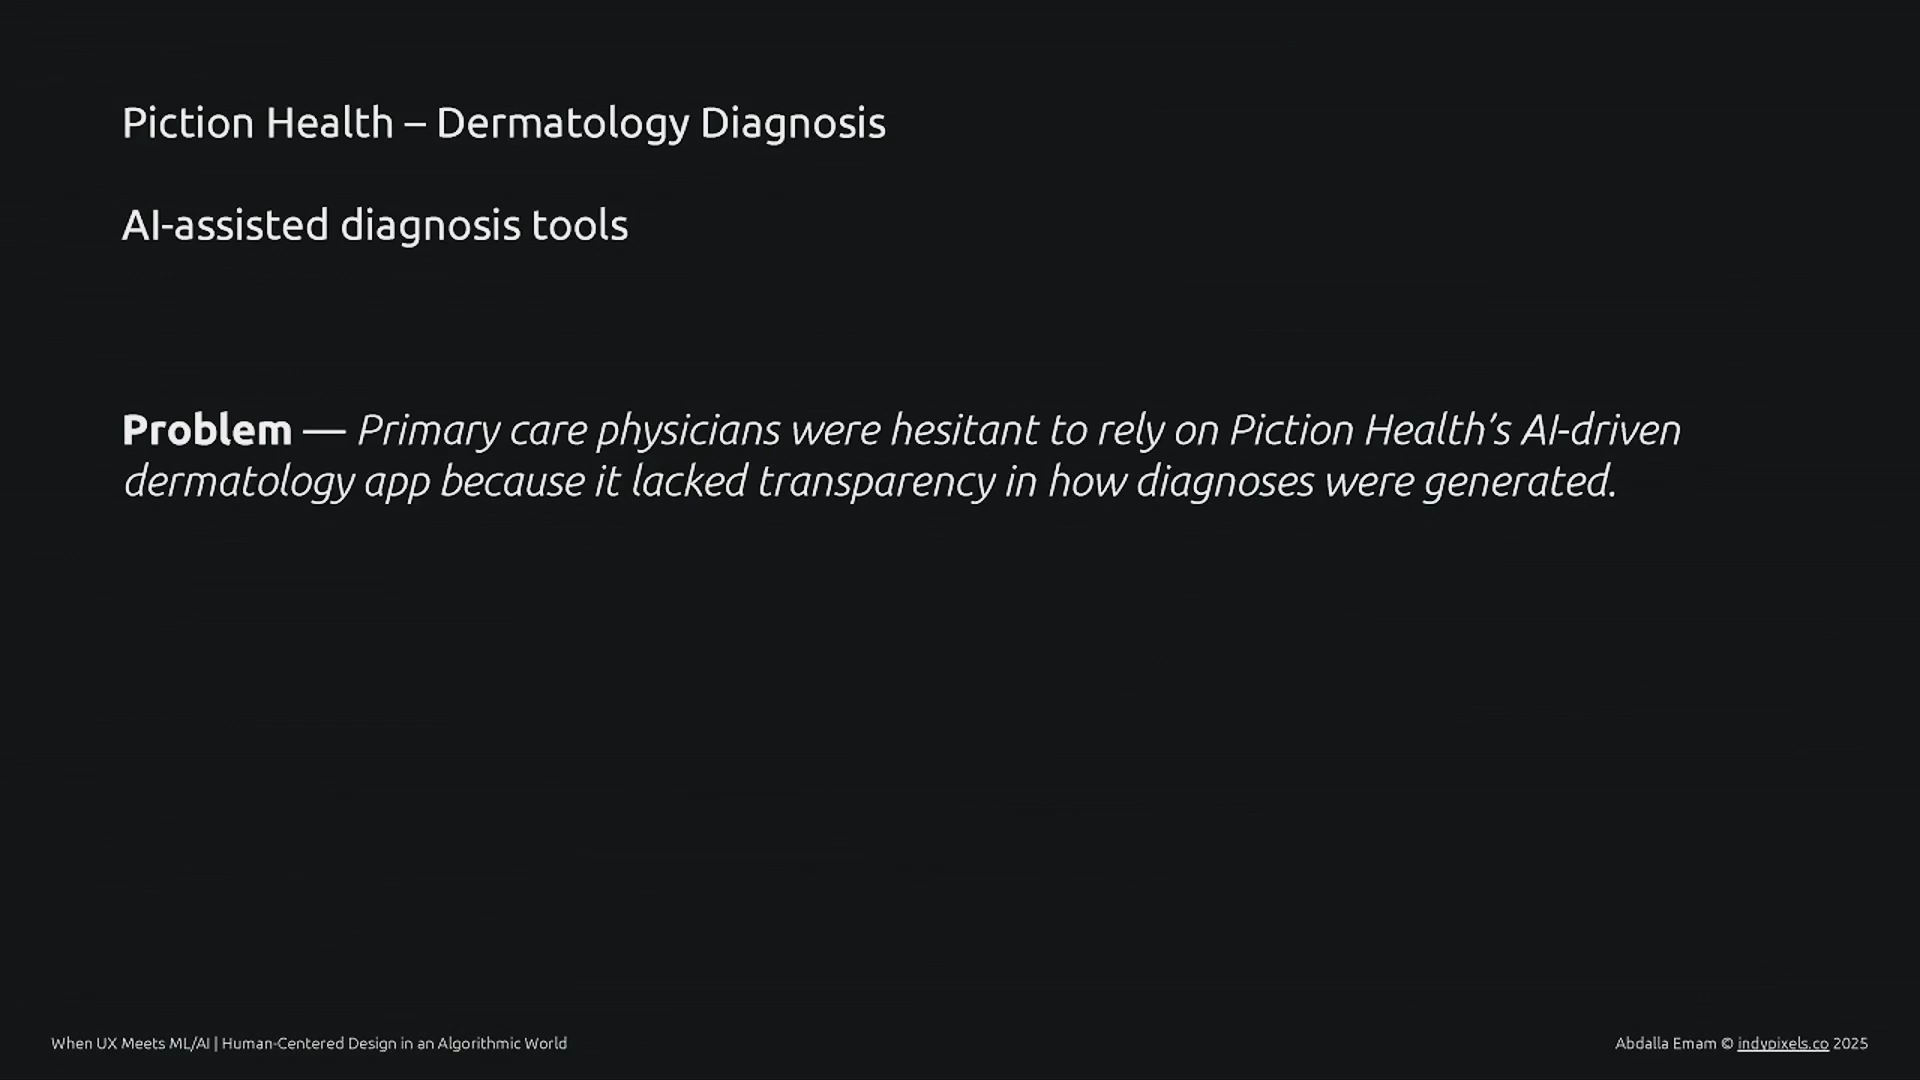 Piction Health – Dermatology Diagnosis
AI-assisted diagnosis tools
Problem — Primary care physicians were hesitant to rely on Piction Health’s AI-driven
dermatology app because it lacked transparency in how diagnoses were generated.
When UX Meets ML/AI | Human-Centered Design in an Algorithmic World
Abdalla Emam © indypixels.co 2025